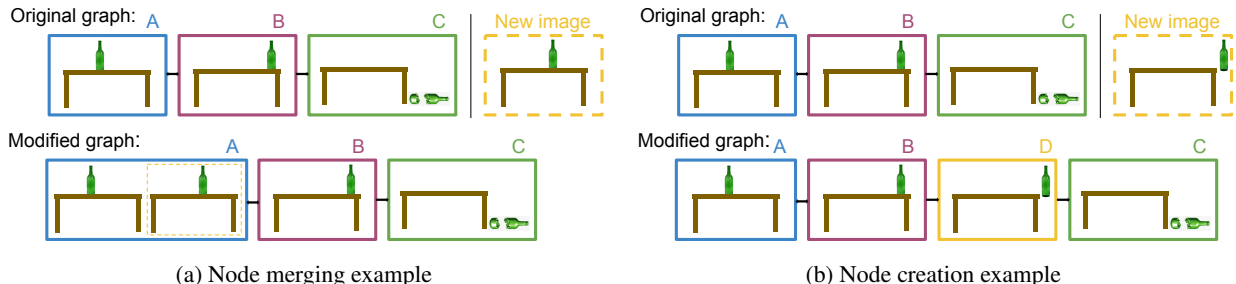 Original graph:
A B C New image
Modified graph:
A B C
(a) Node merging example
Original graph:
A B C New image
Modified graph:
A B D C
(b) Node creation example